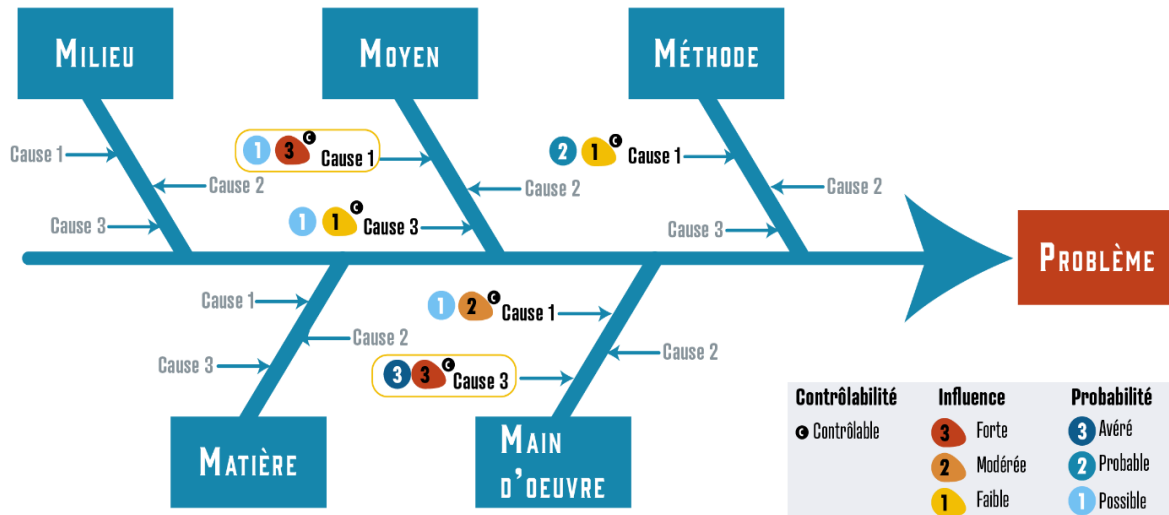 MILIEU
MOYEN
MÉTHODE
Cause 1
Cause 2
Cause 3
1 3 C Cause 1
Cause 2
1 1 C Cause 3
2 1 C Cause 1
Cause 2
Cause 3
PROBLÈME
Cause 1
Cause 2
Cause 3
1 2 C Cause 1
Cause 2
3 3 C Cause 3
MATIÈRE
MAIN
D'OEUVRE
Contrôlabilité
C Contrôlable
Influence
3 Forte
2 Modérée
1 Faible
Probabilité
3 Avéré
2 Probable
1 Possible